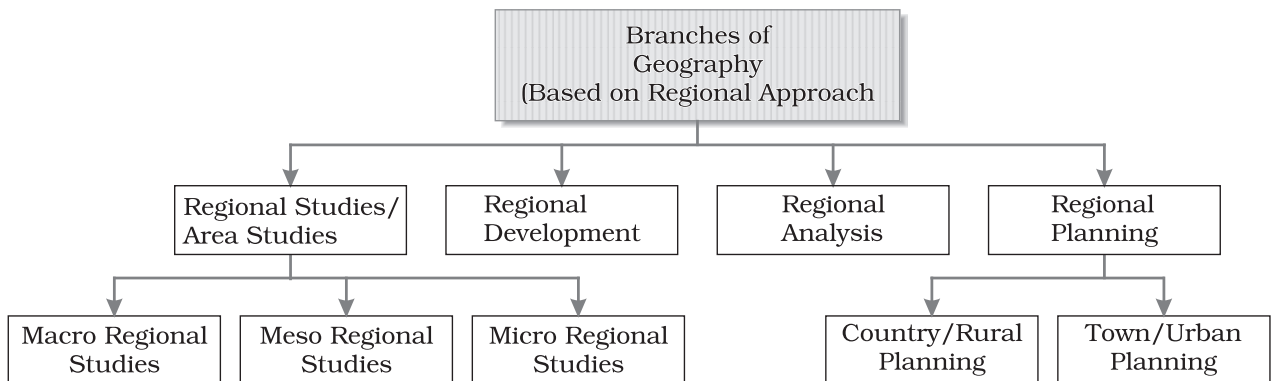 Branches of
Geography
(Based on Regional Approach
Regional Studies/
Area Studies
Regional
Development
Regional
Analysis
Regional
Planning
Macro Regional
Studies
Meso Regional
Studies
Micro Regional
Studies
Country/Rural
Planning
Town/Urban
Planning